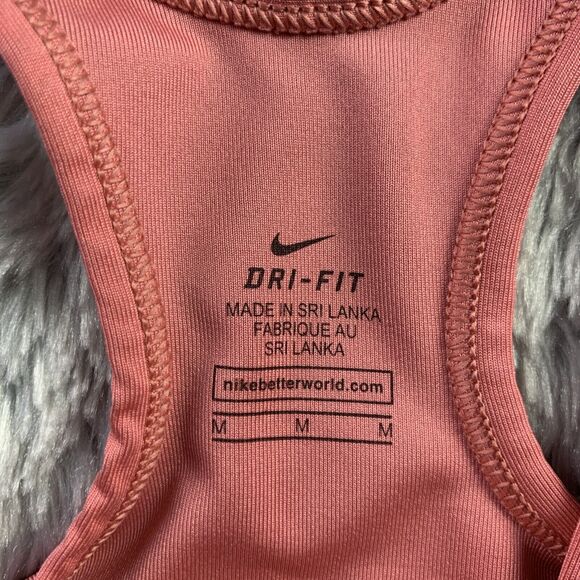 DRI-FIT
MADE IN SRI LANKA
FABRIQUE AU
SRI LANKA
nikebetterworld.com
M M M